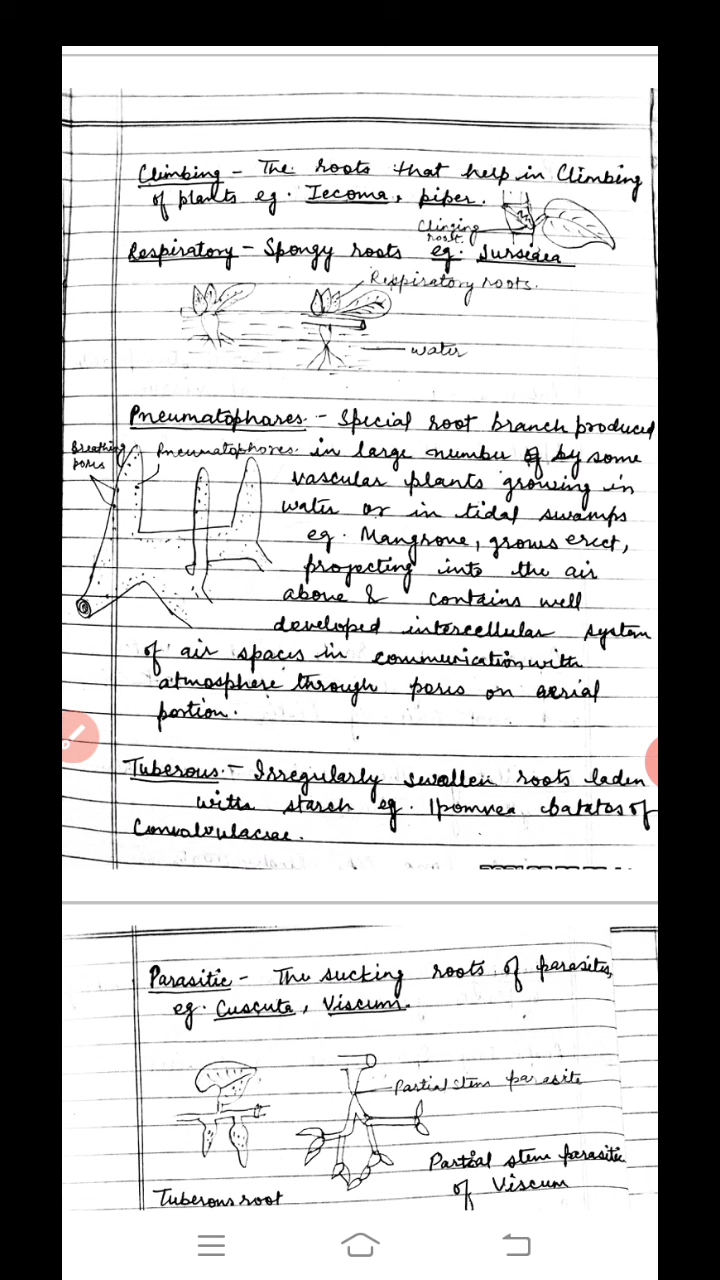 Climbing - The roots that help in Climbing
of plants eg. Tecoma, piper.
Clinging
root.
Respiratory - Spongy roots eg. Jursiaea
Respiratory roots.
water
Pneumatophares. - Special root branch produced
Breathing
pores
Pneumatophores.
in large number by some
vascular plants growing in
water or in tidal swamps
eg. Mangrone, grows erect,
projecting into the air
above & contains well
developed intercellular system
of air spaces in communication with
atmosphere through pores on aerial
portion.
Tuberous. - Irregularly swollen roots laden
with starch eg. Ipomvea batatas of
Convolvulaceae.
Parasitic - The sucking roots of parasites,
eg. Cuscuta, Viscum.
Partial stem parasite
Partial stem parasitic
of Viscum
Tuberous root